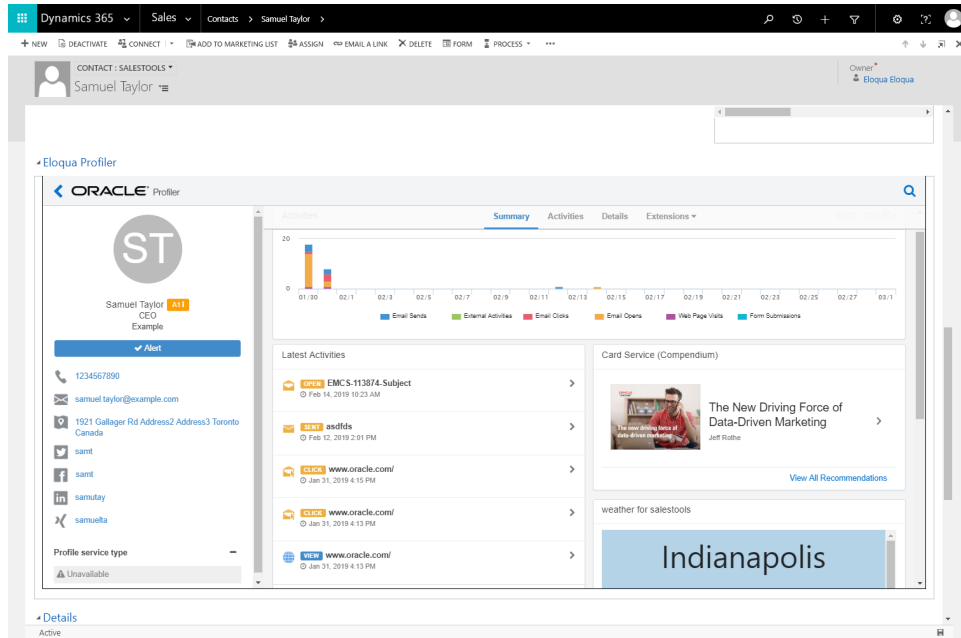 Dynamics 365 Sales Contacts > Samuel Taylor >
+ NEW DEACTIVATE CONNECT ADD TO MARKETING LIST ASSIGN EMAIL A LINK DELETE FORM PROCESS
CONTACT : SALESTOOLS
Samuel Taylor
Owner*
Eloqua Eloqua
Eloqua Profiler
ORACLE Profiler
ST
Samuel Taylor
CEO
Example
Alert
1234567890
samuel.taylor@example.com
1921 Gallager Rd Address2 Address3 Toronto
Canada
samt
samt
samutay
samuelta
Profile service type
Unavailable
Activities
Summary Activities Details Extensions
20
0
01/30 02/1 02/3 02/5 02/7 02/9 02/11 02/13 02/15 02/17 02/19 02/21 02/23 02/25 02/27 03/1
Email Sends External Activities Email Clicks Email Opens Web Page Visits Form Submissions
Latest Activities
OPEN EMCS-113874-Subject
Feb 14, 2019 10:23 AM
SENT asdfds
Feb 12, 2019 2:01 PM
CLICK www.oracle.com/
Jan 31, 2019 4:15 PM
CLICK www.oracle.com/
Jan 31, 2019 4:13 PM
VIEW www.oracle.com/
Jan 31, 2019 4:13 PM
Card Service (Compendium)
The new driving force of
data-driven marketing
The New Driving Force of
Data-Driven Marketing
Jeff Rothe
View All Recommendations
weather for salestools
Indianapolis
Details
Active